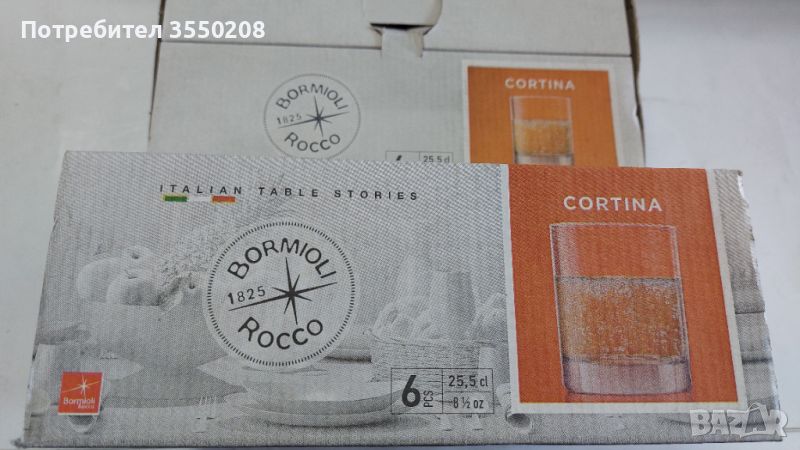 Потребител 3550208
BORMIOLI
1825
ROCCO
CORTINA
25,5 cl
ITALIAN TABLE STORIES
BORMIOLI
1825
ROCCO
CORTINA
6 PCS
25,5 cl
8 ½ oz
Bormioli
Rocco
BAZAR